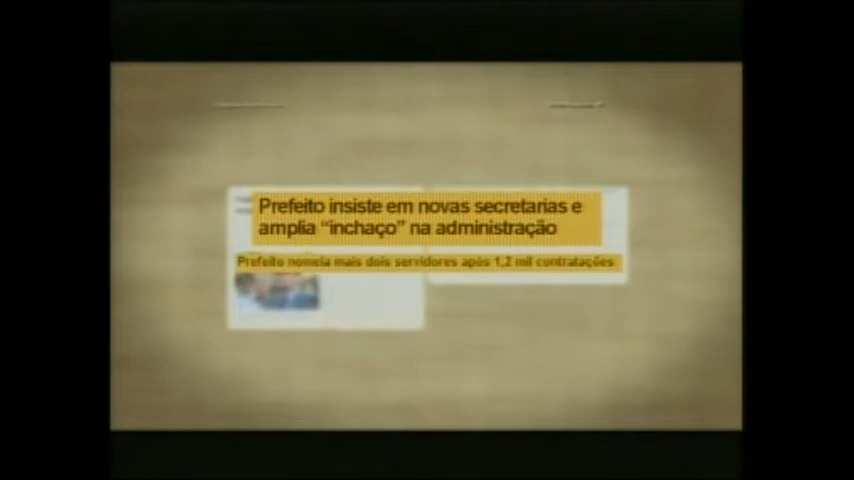 Prefeito insiste em novas secretarias e
amplia “inchaço” na administração
Prefeito nomeia mais dois servidores após 1,2 mil contratações